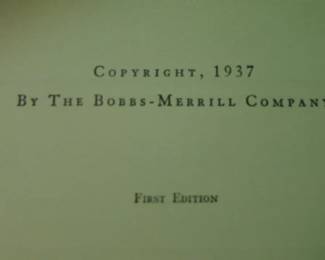 COPYRIGHT, 1937
BY THE BOBBS-MERRILL COMPANY
FIRST EDITION